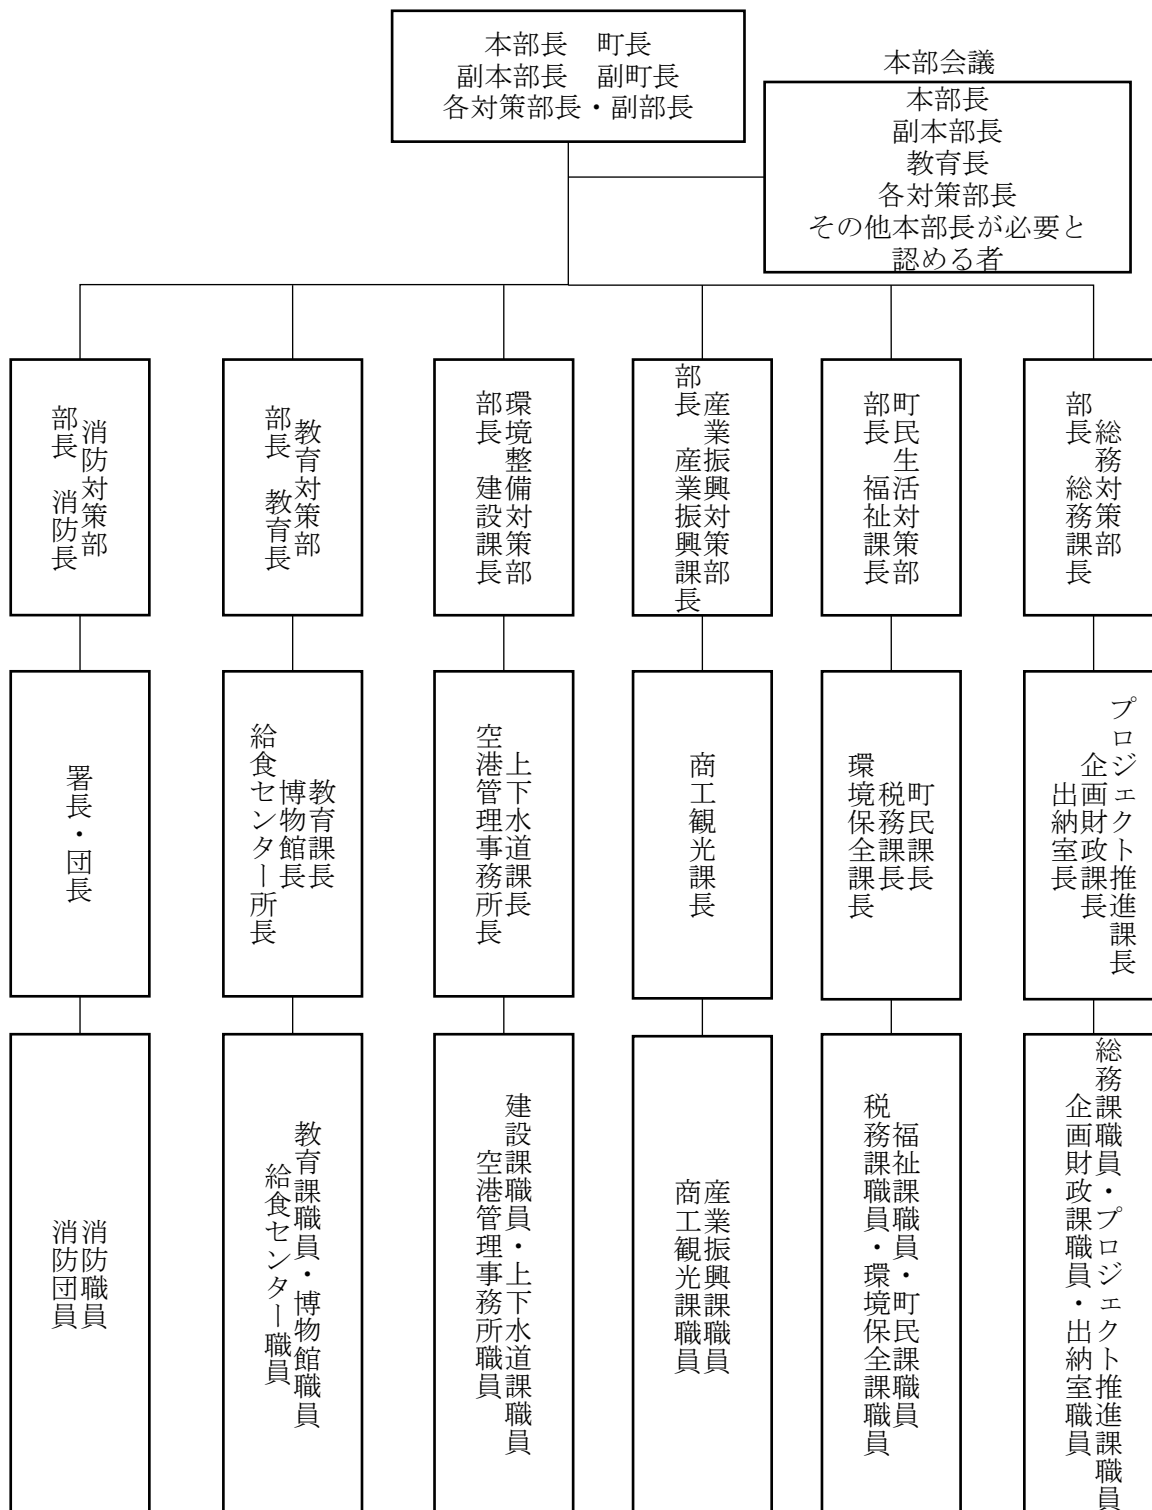 本部長　町長
副本部長　副町長
各対策部長・副部長
本部会議
本部長
副本部長
教育長
各対策部長
その他本部長が必要と
認める者
総務対策部
部長　総務課長
町民生活対策部
部長　福祉課長
産業振興対策部
部長　産業振興課長
環境整備対策部
部長　建設課長
教育対策部
部長　教育長
消防対策部
部長　消防長
プロジェクト推進課長
企画財政課長
出納室長
町民課長
税務課長
環境保全課長
商工観光課長
上下水道課長
空港管理事務所長
教育課長
博物館長
給食センター所長
署長・団長
総務課職員・プロジェクト推進課職員
企画財政課職員・出納室職員
福祉課職員・町民課職員
税務課職員・環境保全課職員
産業振興課職員
商工観光課職員
建設課職員・上下水道課職員
空港管理事務所職員
教育課職員・博物館職員
給食センター職員
消防職員
消防団員